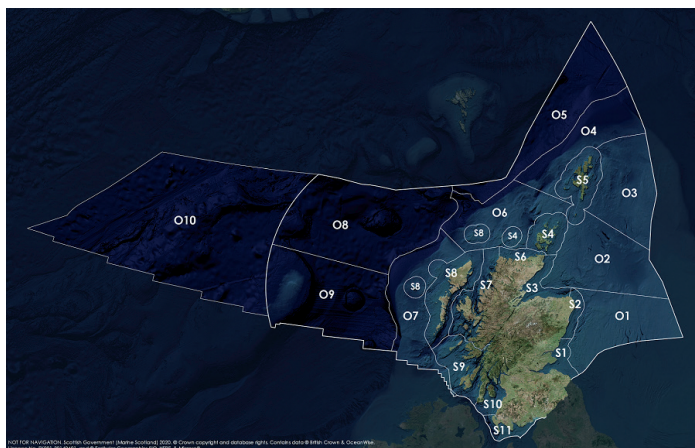 O5
O4
S5
O3
O10
O8
O6
S8
S4
S4
O2
S6
S8
S7
S8
S3
O9
S2
O7
O1
S1
S9
S10
S11
NOT FOR NAVIGATION. Scottish Government (Marine Scotland) 2020. © Crown copyright and database rights. Contains data © British Crown & OceanWise.